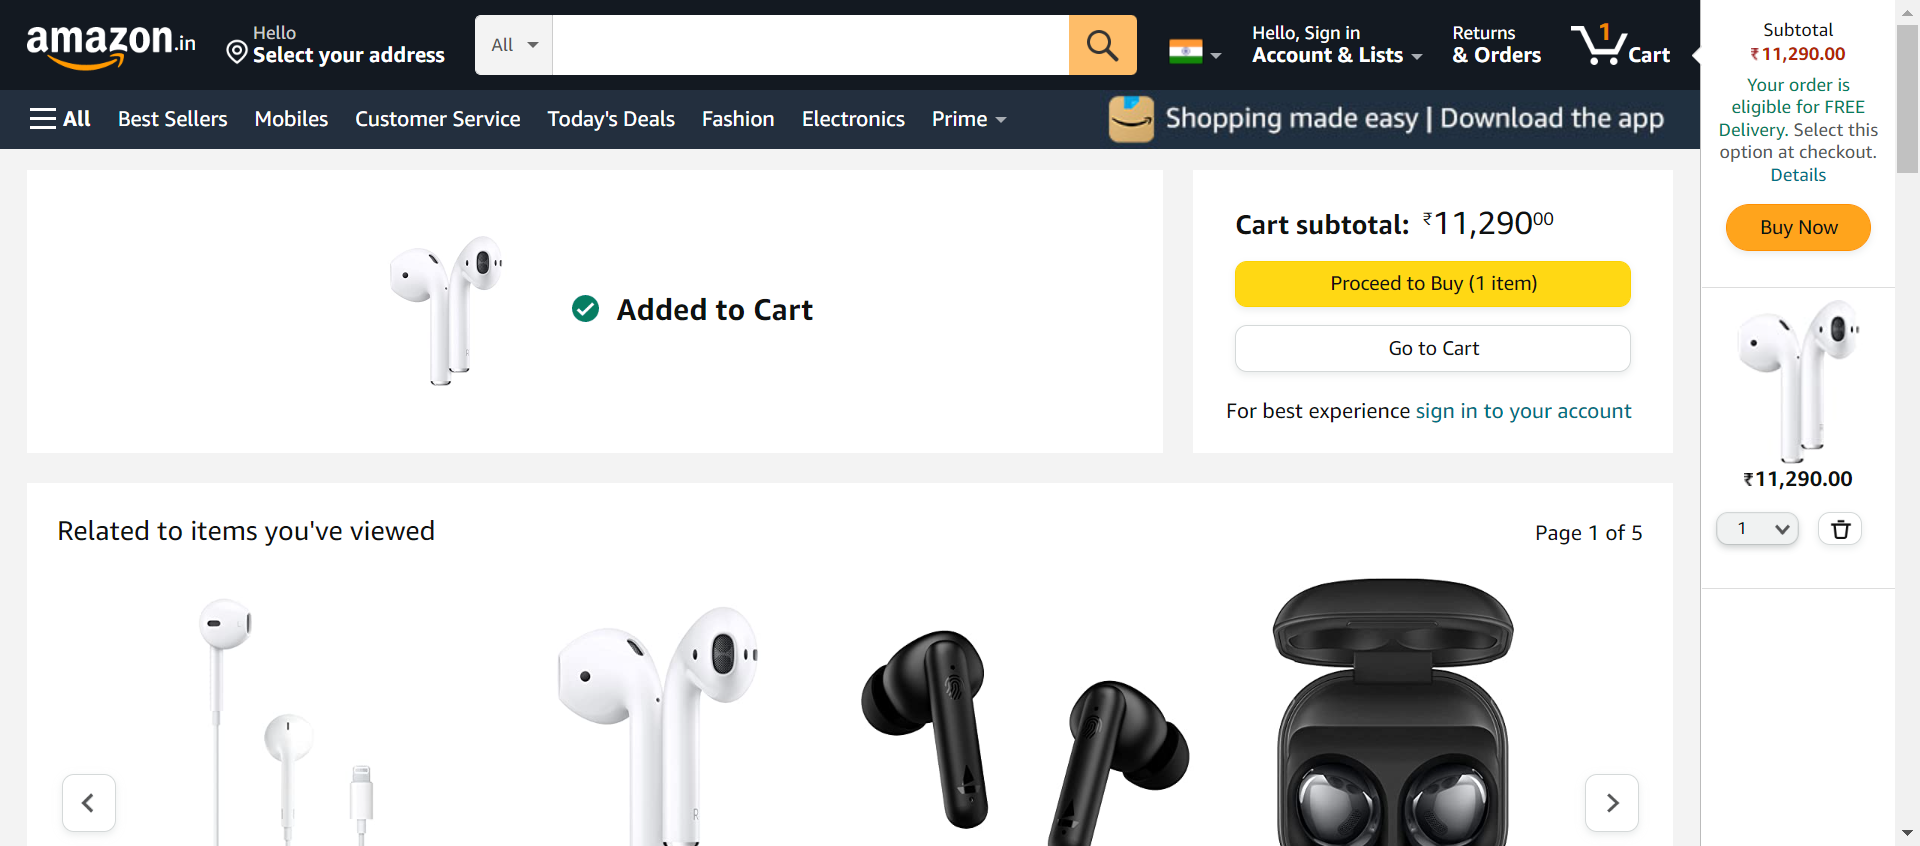 amazon.in
Hello
Select your address
All
Hello, Sign in
Account & Lists
Returns
& Orders
1
Cart
All
Best Sellers
Mobiles
Customer Service
Today's Deals
Fashion
Electronics
Prime
Shopping made easy | Download the app
Added to Cart
Cart subtotal: ₹11,29000
Proceed to Buy (1 item)
Go to Cart
For best experience sign in to your account
Related to items you've viewed
Page 1 of 5
Subtotal
₹11,290.00
Your order is
eligible for FREE
Delivery. Select this
option at checkout.
Details
Buy Now
₹11,290.00
1